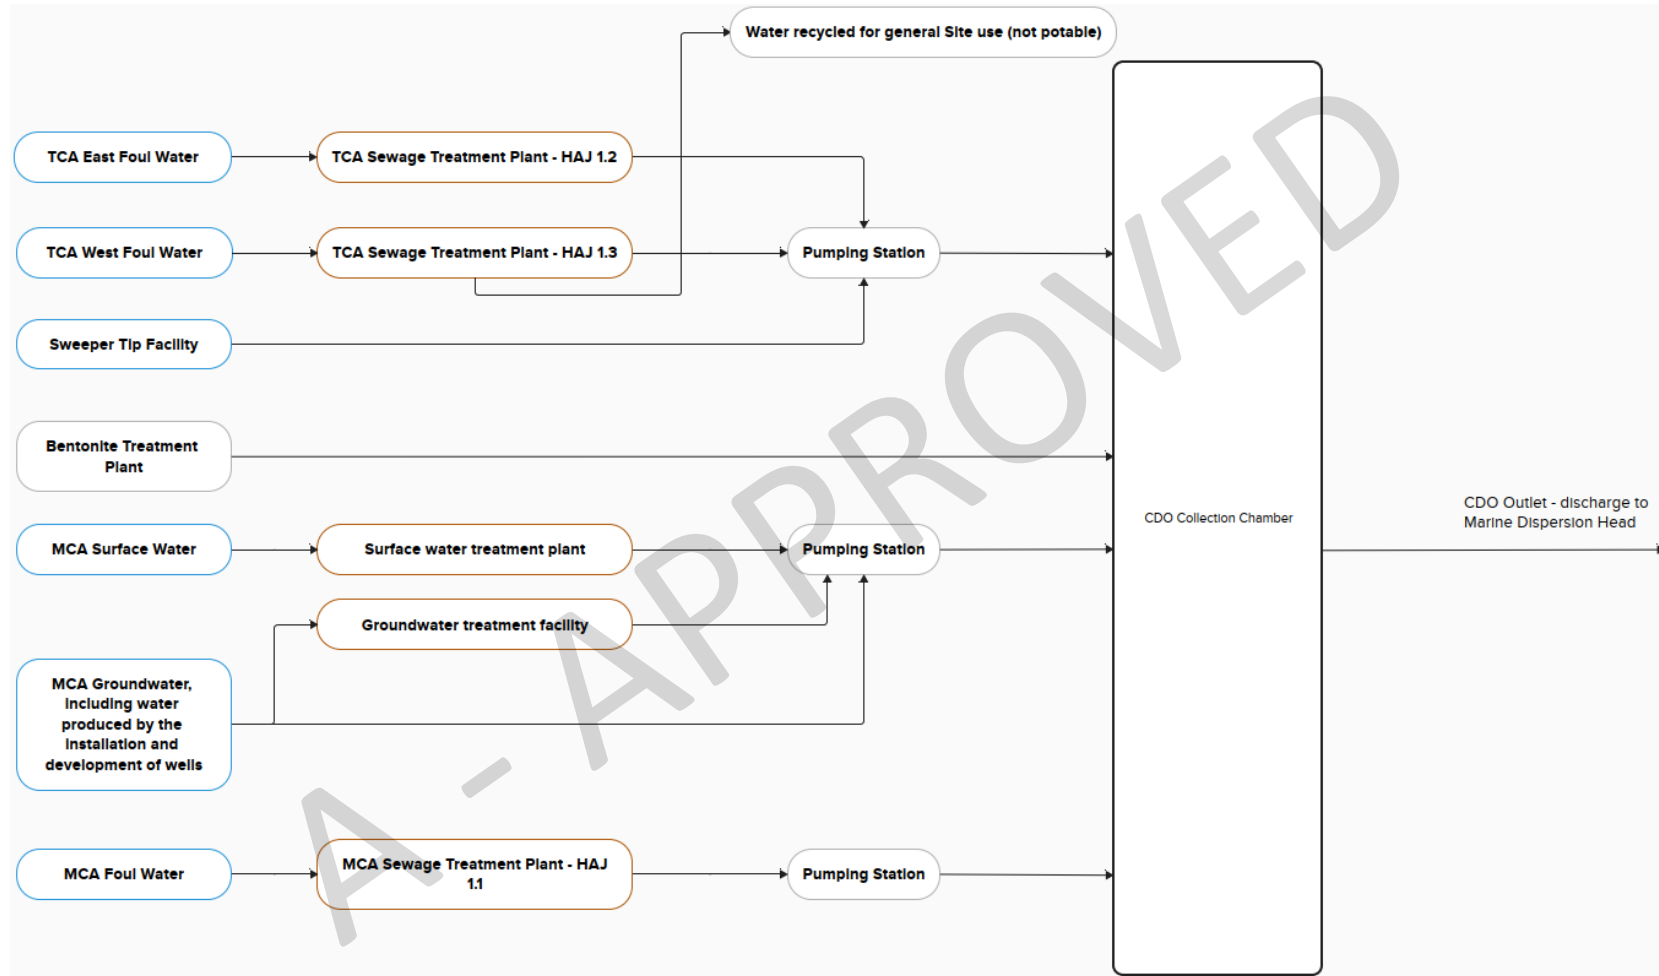 Water recycled for general Site use (not potable)
TCA East Foul Water
TCA Sewage Treatment Plant - HAJ 1.2
TCA West Foul Water
TCA Sewage Treatment Plant - HAJ 1.3
Pumping Station
Sweeper Tip Facility
Bentonite Treatment
Plant
CDO Collection Chamber
CDO Outlet - discharge to
Marine Dispersion Head
MCA Surface Water
Surface water treatment plant
Pumping Station
Groundwater treatment facility
MCA Groundwater,
including water
produced by the
installation and
development of wells
MCA Foul Water
MCA Sewage Treatment Plant - HAJ
1.1
Pumping Station
A - APPROVED